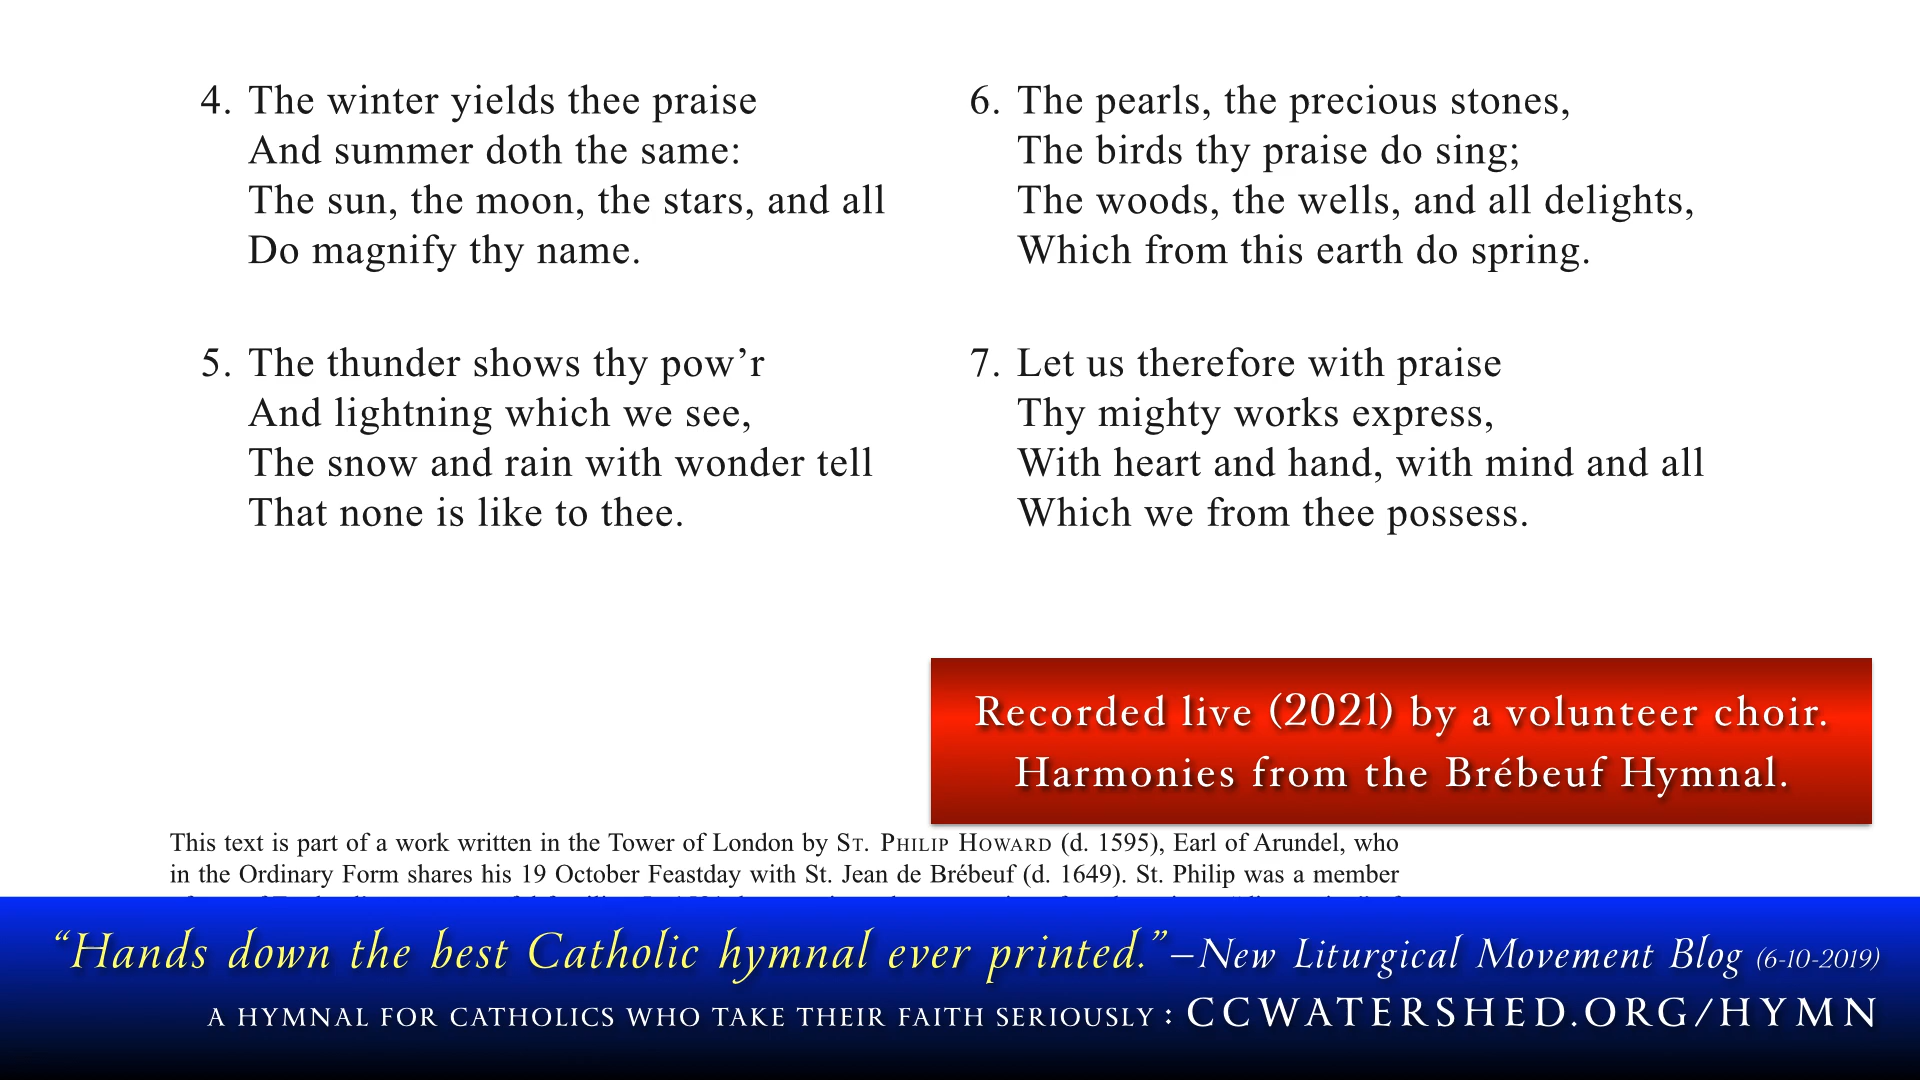 4. The winter yields thee praise
And summer doth the same:
The sun, the moon, the stars, and all
Do magnify thy name.
5. The thunder shows thy pow’r
And lightning which we see,
The snow and rain with wonder tell
That none is like to thee.
6. The pearls, the precious stones,
The birds thy praise do sing;
The woods, the wells, and all delights,
Which from this earth do spring.
7. Let us therefore with praise
Thy mighty works express,
With heart and hand, with mind and all
Which we from thee possess.
Recorded live (2021) by a volunteer choir.
Harmonies from the Brébeuf Hymnal.
This text is part of a work written in the Tower of London by ST. PHILIP HOWARD (d. 1595), Earl of Arundel, who
in the Ordinary Form shares his 19 October Feastday with St. Jean de Brébeuf (d. 1649). St. Philip was a member
“Hands down the best Catholic hymnal ever printed.” –New Liturgical Movement Blog (6-10-2019)
A HYMNAL FOR CATHOLICS WHO TAKE THEIR FAITH SERIOUSLY : CCWATERSHED.ORG/HYMN